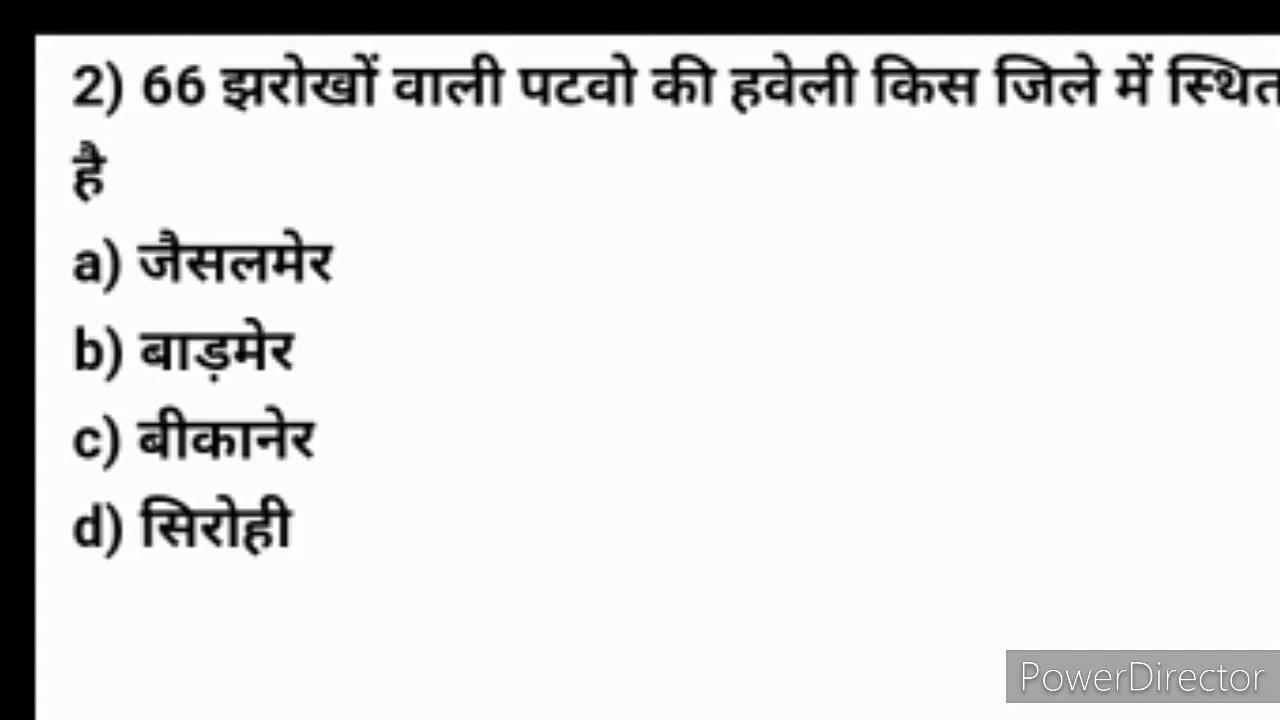 2) 66 झरोखों वाली पटवो की हवेली किस जिले में स्थित
है
a) जैसलमेर
b) बाड़मेर
c) बीकानेर
d) सिरोही
PowerDirector